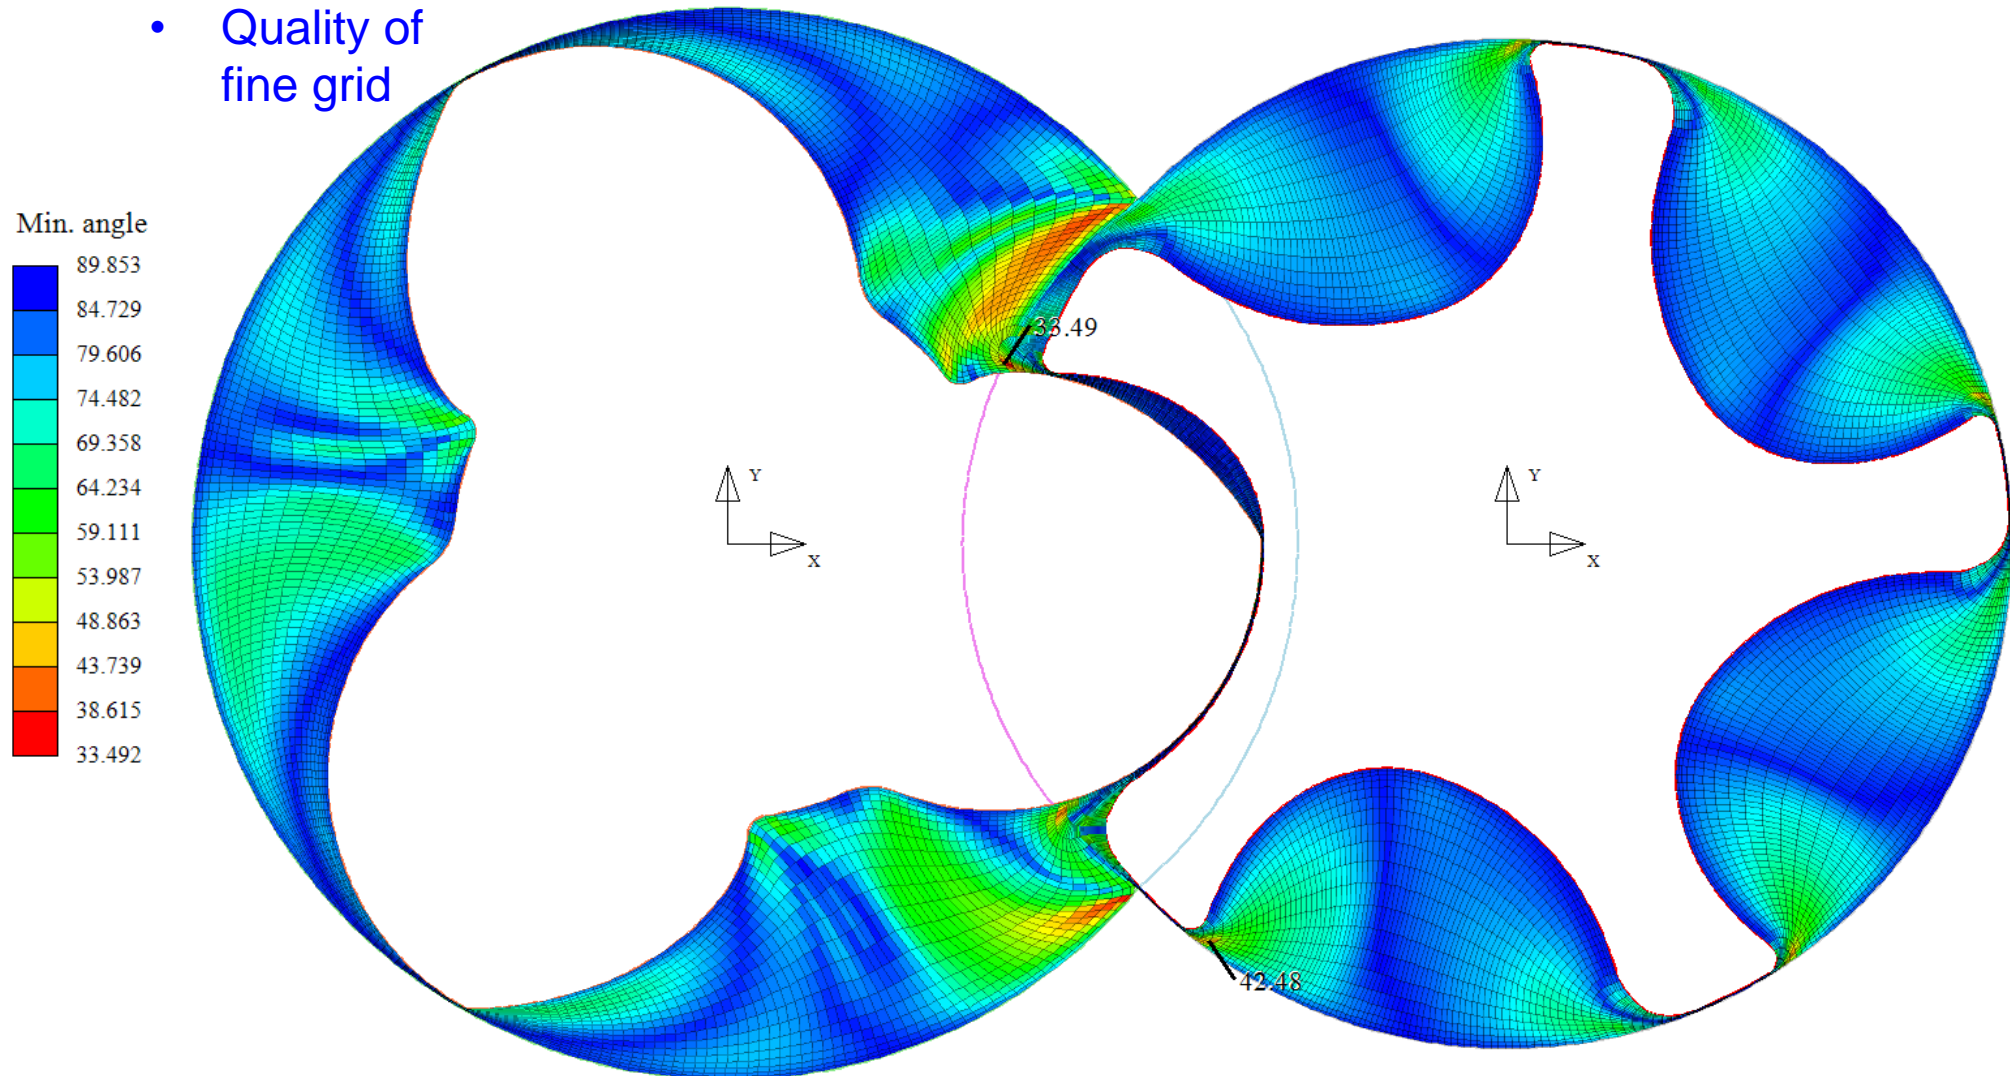 • Quality of
fine grid
Min. angle
89.853
84.729
79.606
74.482
69.358
64.234
59.111
53.987
48.863
43.739
38.615
33.492
33.49
Y
X
Y
X
42.48